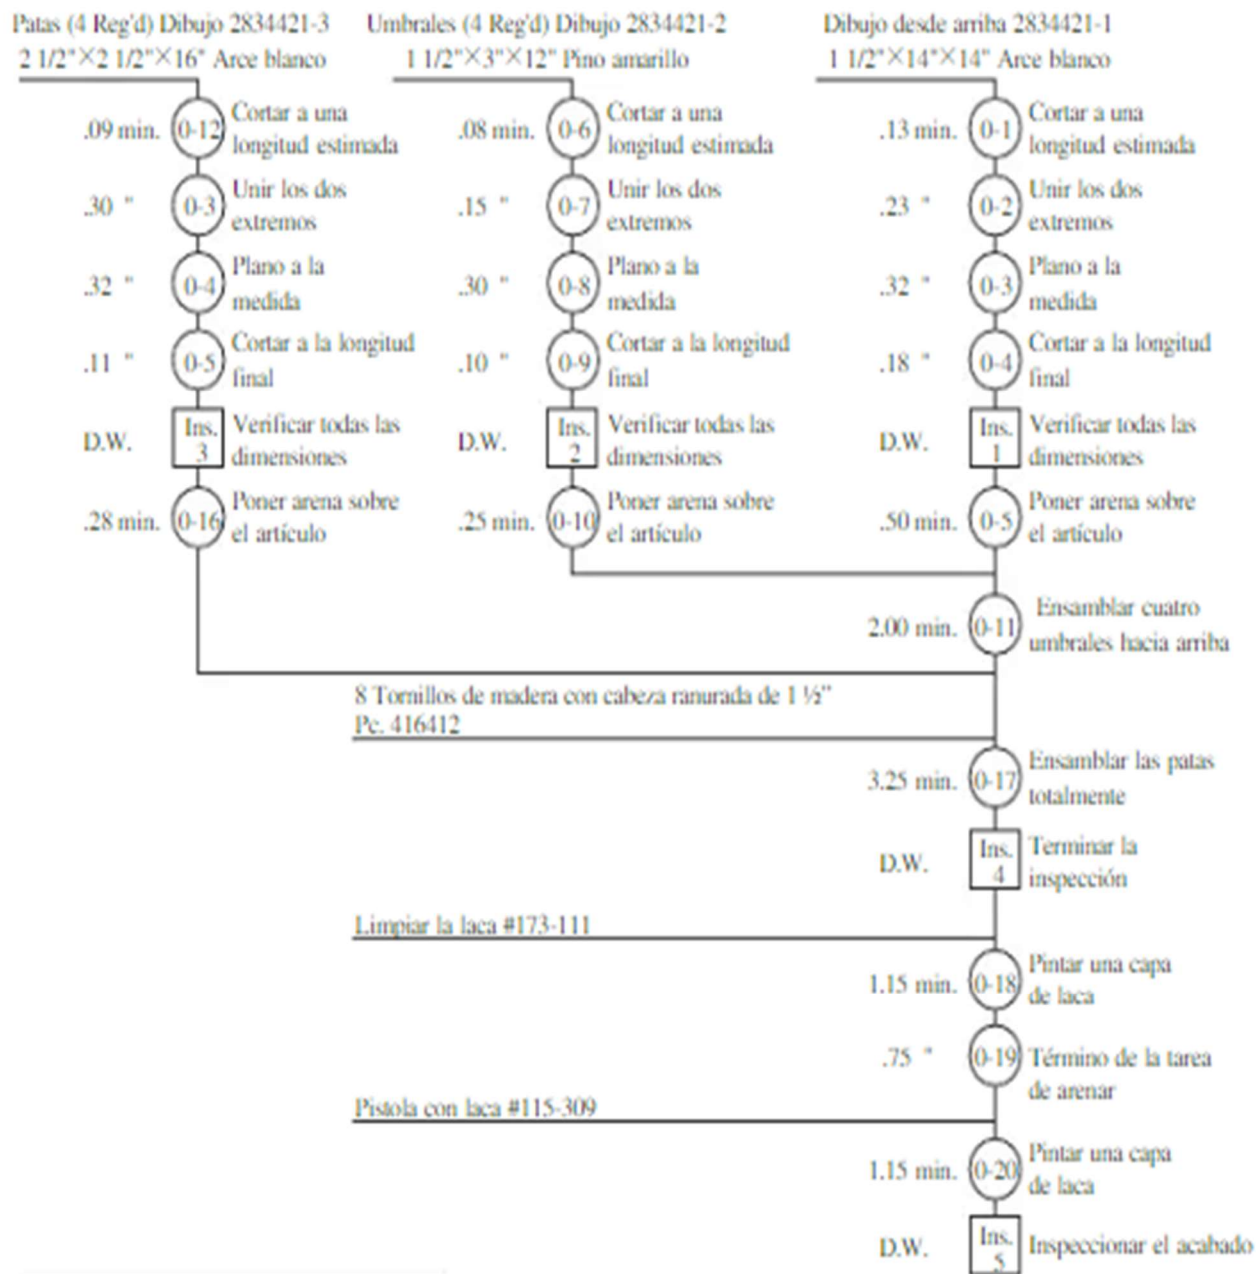 Patas (4 Reg'd) Dibujo 2834421-3
2 1/2"×2 1/2"×16" Arce blanco
.09 min.
0-12
Cortar a una
longitud estimada
.30 "
0-3
Unir los dos
extremos
.32 "
0-4
Plano a la
medida
.11 "
0-5
Cortar a la longitud
final
D.W.
Ins.
3
Verificar todas las
dimensiones
.28 min.
0-16
Poner arena sobre
el artículo
Umbrales (4 Reg'd) Dibujo 2834421-2
1 1/2"×3"×12" Pino amarillo
.08 min.
0-6
Cortar a una
longitud estimada
.15 "
0-7
Unir los dos
extremos
.30 "
0-8
Plano a la
medida
.10 "
0-9
Cortar a la longitud
final
D.W.
Ins.
2
Verificar todas las
dimensiones
.25 min.
0-10
Poner arena sobre
el artículo
Dibujo desde arriba 2834421-1
1 1/2"×14"×14" Arce blanco
.13 min.
0-1
Cortar a una
longitud estimada
.23 "
0-2
Unir los dos
extremos
.32 "
0-3
Plano a la
medida
.18 "
0-4
Cortar a la longitud
final
D.W.
Ins.
1
Verificar todas las
dimensiones
.50 min.
0-5
Poner arena sobre
el artículo
2.00 min.
0-11
Ensamblar cuatro
umbrales hacia arriba
8 Tornillos de madera con cabeza ranurada de 1 ½"
Pc. 416412
3.25 min.
0-17
Ensamblar las patas
totalmente
D.W.
Ins.
4
Terminar la
inspección
Limpiar la laca #173-111
1.15 min.
0-18
Pintar una capa
de laca
.75 "
0-19
Término de la tarea
de arenar
Pistola con laca #115-309
1.15 min.
0-20
Pintar una capa
de laca
D.W.
Ins.
5
Inspeccionar el acabado